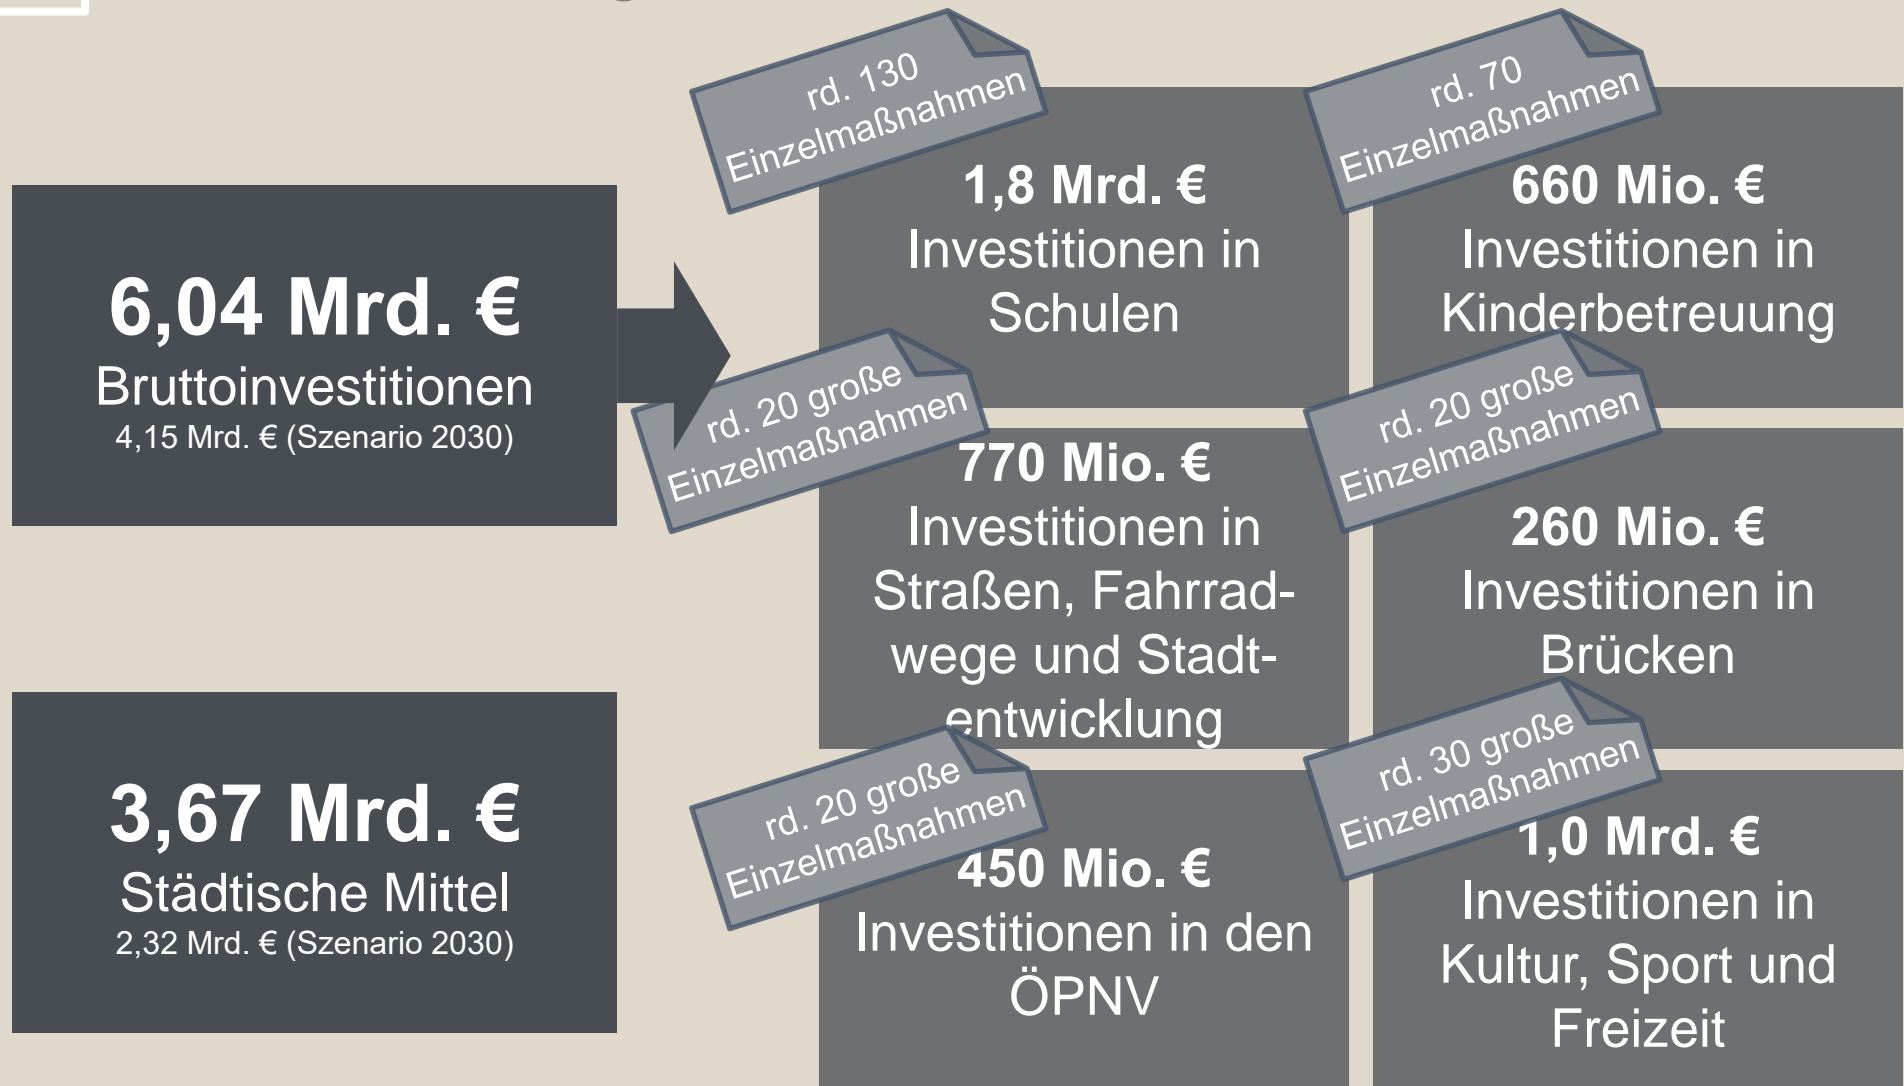 6,04 Mrd. €
Bruttoinvestitionen
4,15 Mrd. € (Szenario 2030)
3,67 Mrd. €
Städtische Mittel
2,32 Mrd. € (Szenario 2030)
rd. 130
Einzelmaßnahmen
1,8 Mrd. €
Investitionen in
Schulen
rd. 70
Einzelmaßnahmen
660 Mio. €
Investitionen in
Kinderbetreuung
rd. 20 große
Einzelmaßnahmen
770 Mio. €
Investitionen in
Straßen, Fahrrad-
wege und Stadt-
entwicklung
rd. 20 große
Einzelmaßnahmen
260 Mio. €
Investitionen in
Brücken
rd. 20 große
Einzelmaßnahmen
450 Mio. €
Investitionen in den
ÖPNV
rd. 30 große
Einzelmaßnahmen
1,0 Mrd. €
Investitionen in
Kultur, Sport und
Freizeit